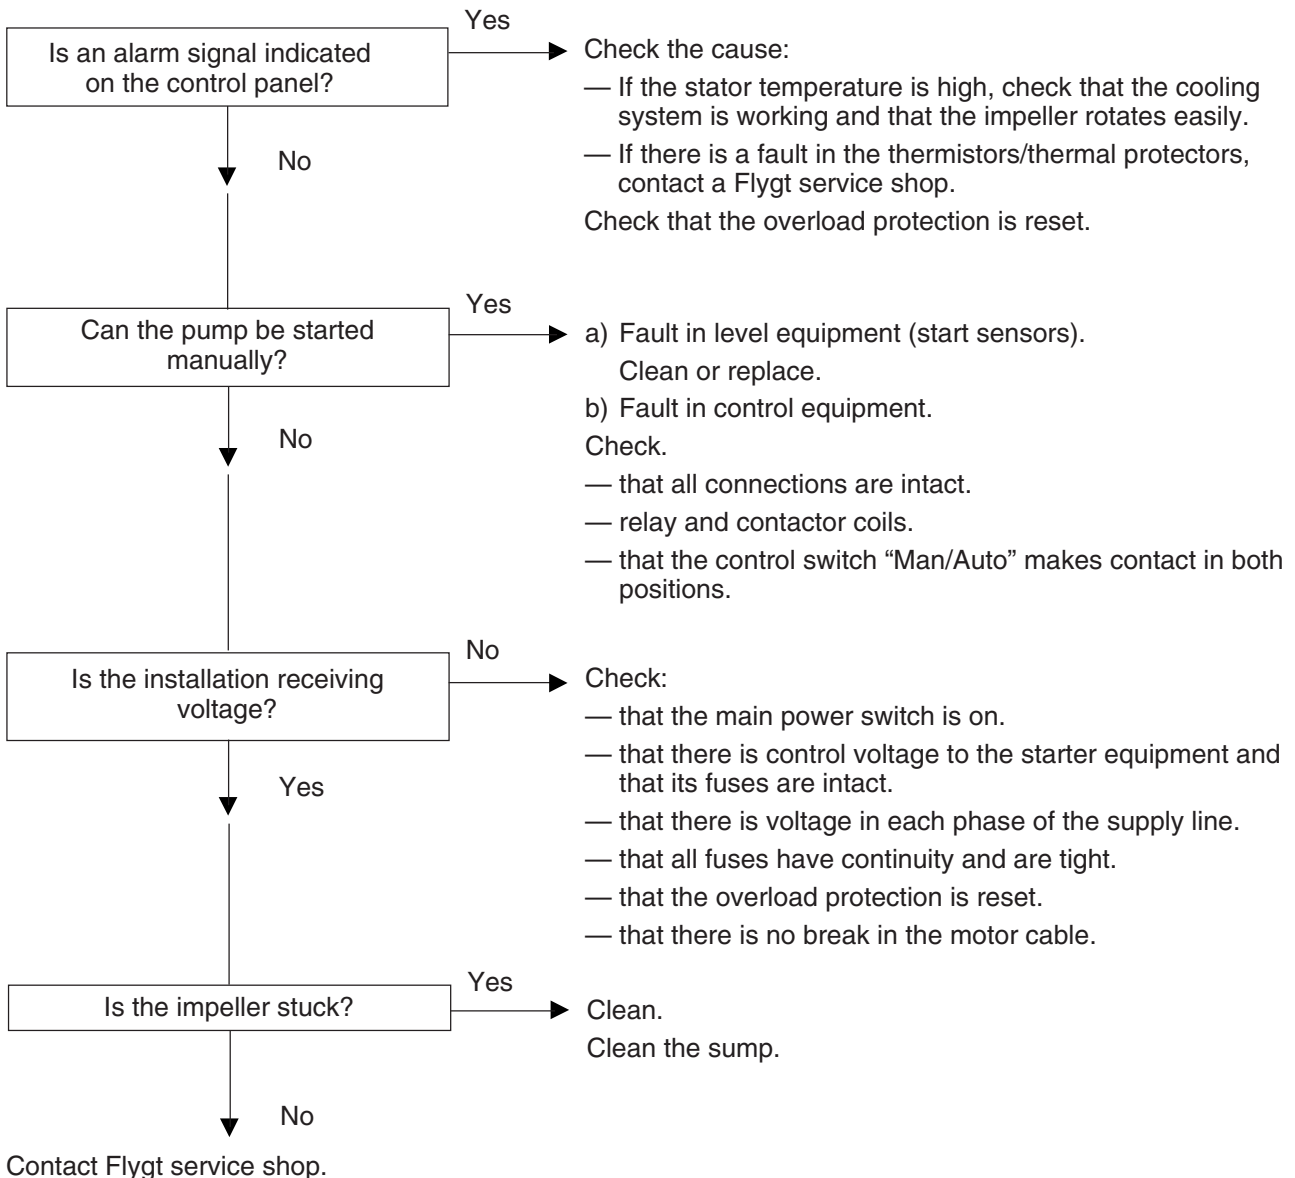 Yes
Is an alarm signal indicated
on the control panel?
Check the cause:
— If the stator temperature is high, check that the cooling
system is working and that the impeller rotates easily.
— If there is a fault in the thermistors/thermal protectors,
contact a Flygt service shop.
Check that the overload protection is reset.
No
Yes
Can the pump be started
manually?
a) Fault in level equipment (start sensors).
Clean or replace.
b) Fault in control equipment.
Check.
— that all connections are intact.
— relay and contactor coils.
— that the control switch “Man/Auto” makes contact in both
positions.
No
No
Is the installation receiving
voltage?
Check:
— that the main power switch is on.
— that there is control voltage to the starter equipment and
that its fuses are intact.
— that there is voltage in each phase of the supply line.
— that all fuses have continuity and are tight.
— that the overload protection is reset.
— that there is no break in the motor cable.
Yes
Yes
Is the impeller stuck?
Clean.
Clean the sump.
No
Contact Flygt service shop.